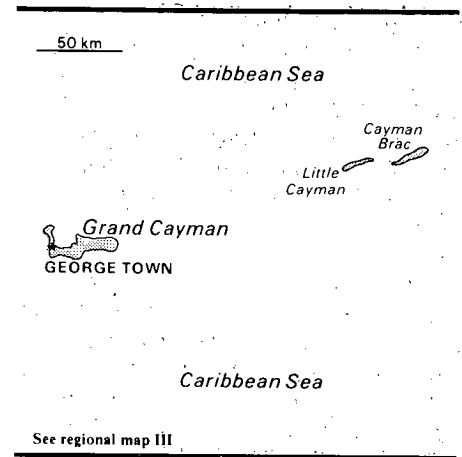 50 km
Caribbean Sea
Cayman
Brac
Little
Cayman
Grand Cayman
GEORGE TOWN
Caribbean Sea
See regional map III